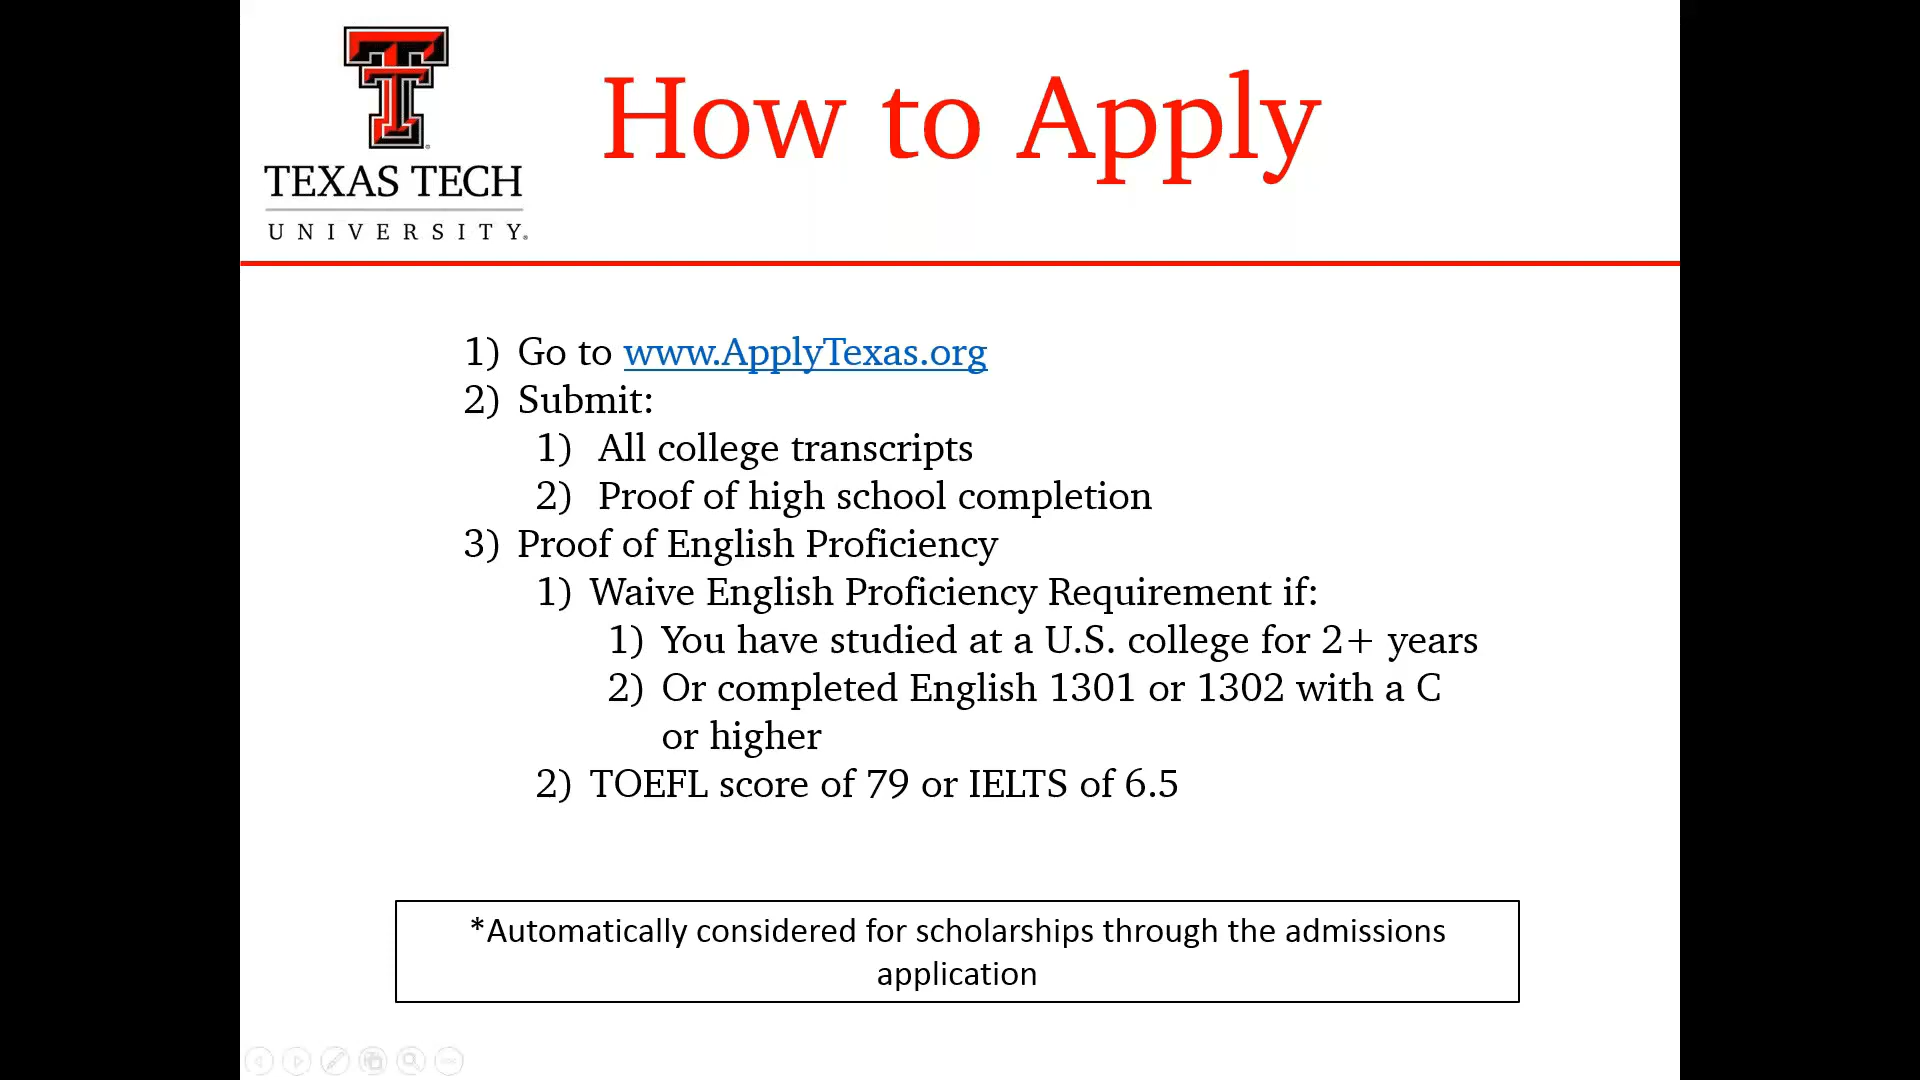 TEXAS TECH
UNIVERSITY.
How to Apply
1) Go to www.ApplyTexas.org
2) Submit:
1) All college transcripts
2) Proof of high school completion
3) Proof of English Proficiency
1) Waive English Proficiency Requirement if:
1) You have studied at a U.S. college for 2+ years
2) Or completed English 1301 or 1302 with a C
or higher
2) TOEFL score of 79 or IELTS of 6.5
*Automatically considered for scholarships through the admissions
application